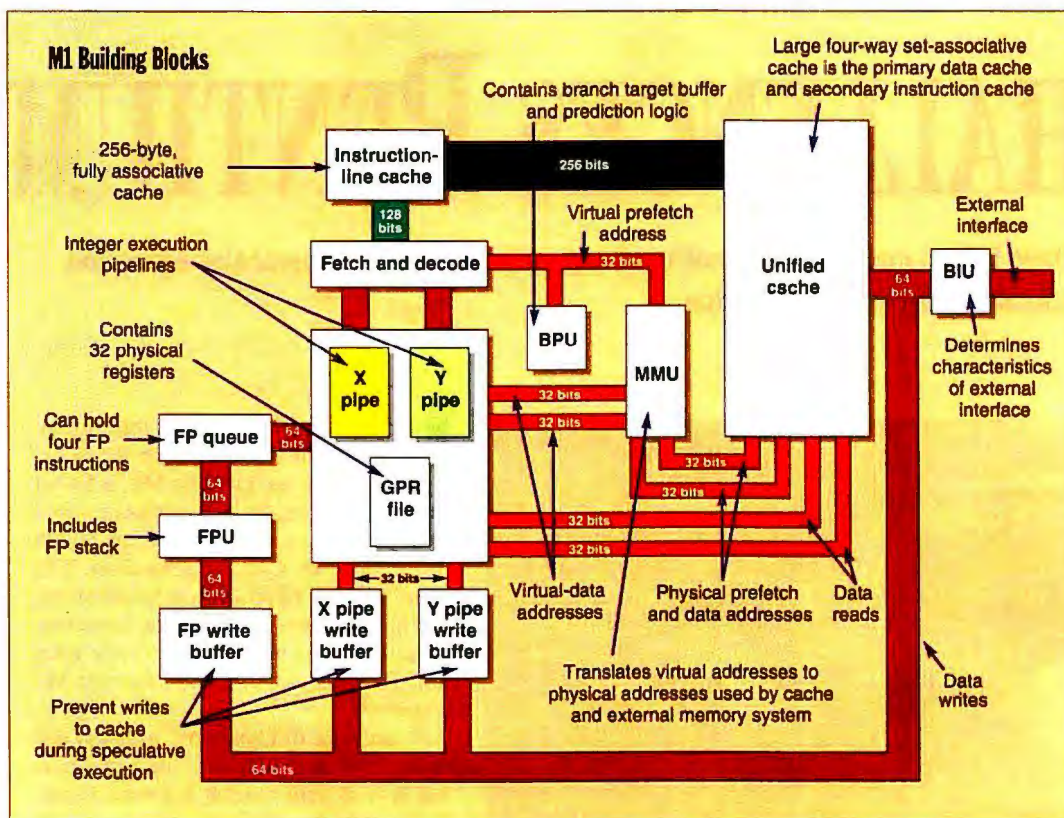 M1 Building Blocks
Large four-way set-associative
cache is the primary data cache
and secondary instruction cache
Contains branch target buffer
and prediction logic
256-byte,
fully associative
cache
Instruction-
line cache
256 bits
128
bits
Virtual prefetch
address
External
interface
Integer execution
pipelines
Fetch and decode
32 bits
Unified
cache
64
bits
BIU
Contains
32 physical
registers
BPU
MMU
Determines
characteristics
of external
interface
X
pipe
Y
pipe
32 bits
32 bits
Can hold
four FP
instructions
FP queue
64
bits
GPR
file
32 bits
32 bits
64
bits
Includes
FP stack
FPU
32 bits
32 bits
64
bits
32 bits
Virtual-data
addresses
Physical prefetch
and data addresses
Data
reads
FP write
buffer
X pipe
write
buffer
Y pipe
write
buffer
Translates virtual addresses to
physical addresses used by cache
and external memory system
Data
writes
Prevent writes
to cache
during speculative
execution
64 bits